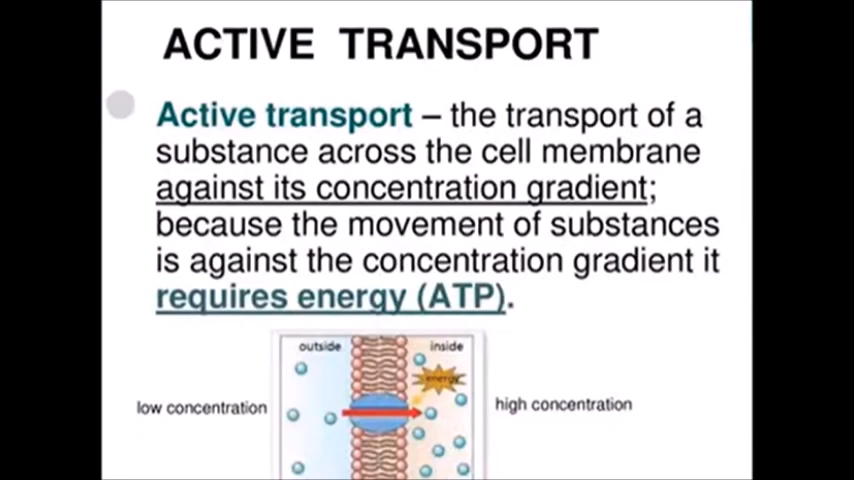 ACTIVE TRANSPORT
Active transport – the transport of a
substance across the cell membrane
against its concentration gradient;
because the movement of substances
is against the concentration gradient it
requires energy (ATP).
outside
inside
energy
low concentration
high concentration